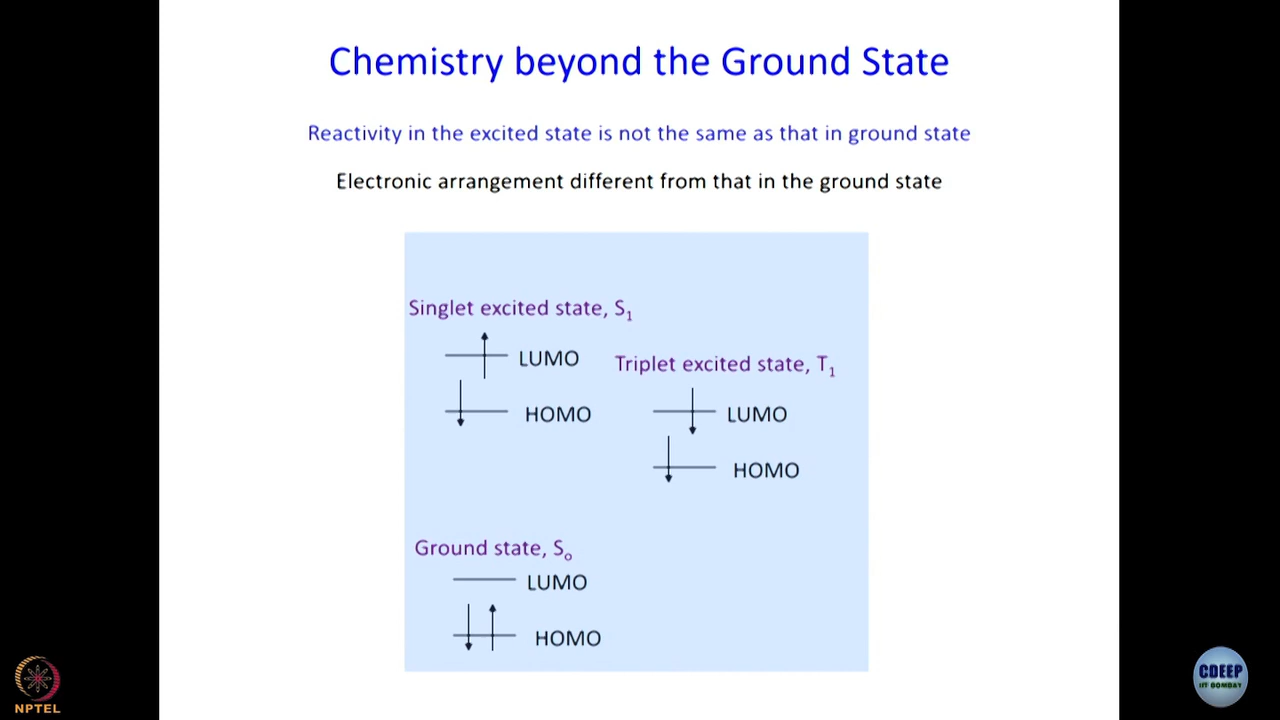 Chemistry beyond the Ground State
Reactivity in the excited state is not the same as that in ground state
Electronic arrangement different from that in the ground state
Singlet excited state, S₁
LUMO
HOMO
Triplet excited state, T₁
LUMO
HOMO
Ground state, Sₒ
LUMO
HOMO
NPTEL
CDEEP
IIT BOMBAY